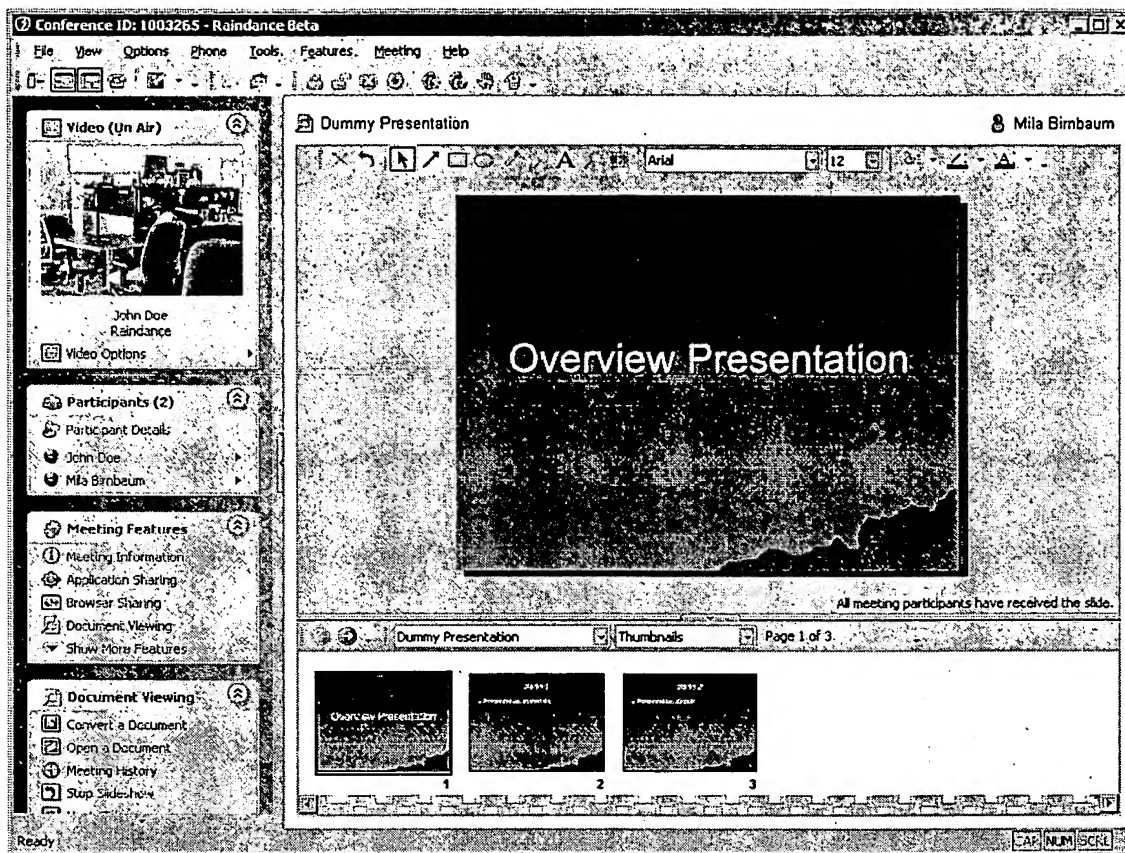 Conference ID: 1003265 - Raindance Beta
File View Options Phone Tools Features Meeting Help
Video (On Air)
John Doe
Raindance
Video Options
Participants (2)
Participant Details
John Doe
Mila Birnbaum
Meeting Features
Meeting Information
Application Sharing
Browser Sharing
Document Viewing
Show More Features
Document Viewing
Convert a Document
Open a Document
Meeting History
Stop Slideshow
Dummy Presentation
Mila Birnbaum
A Arial 12 A
Overview Presentation
All meeting participants have received the slide.
Dummy Presentation Thumbnails Page 1 of 3
Overview Presentation
1 2 3
Ready
CAP NUM SCRL